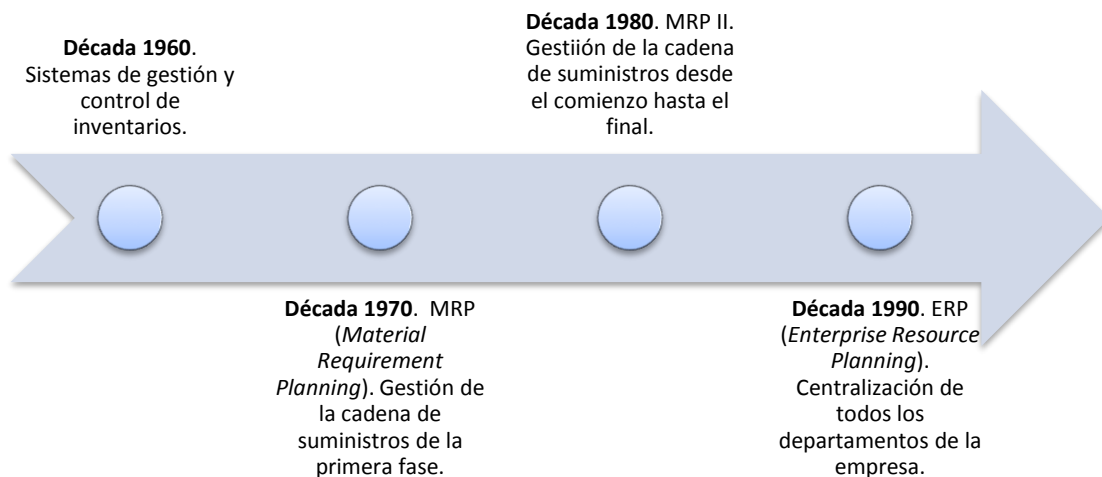 Década 1960.
Sistemas de gestión y
control de
inventarios.
Década 1970. MRP
(Material
Requirement
Planning). Gestión de
la cadena de
suministros de la
primera fase.
Década 1980. MRP II.
Gestiión de la cadena
de suministros desde
el comienzo hasta el
final.
Década 1990. ERP
(Enterprise Resource
Planning).
Centralización de
todos los
departamentos de la
empresa.